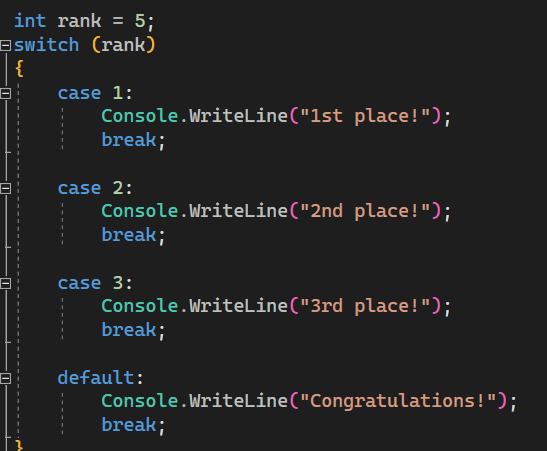 int rank = 5;
switch (rank)
{
    case 1:
        Console.WriteLine("1st place!");
        break;

    case 2:
        Console.WriteLine("2nd place!");
        break;

    case 3:
        Console.WriteLine("3rd place!");
        break;

    default:
        Console.WriteLine("Congratulations!");
        break;
}